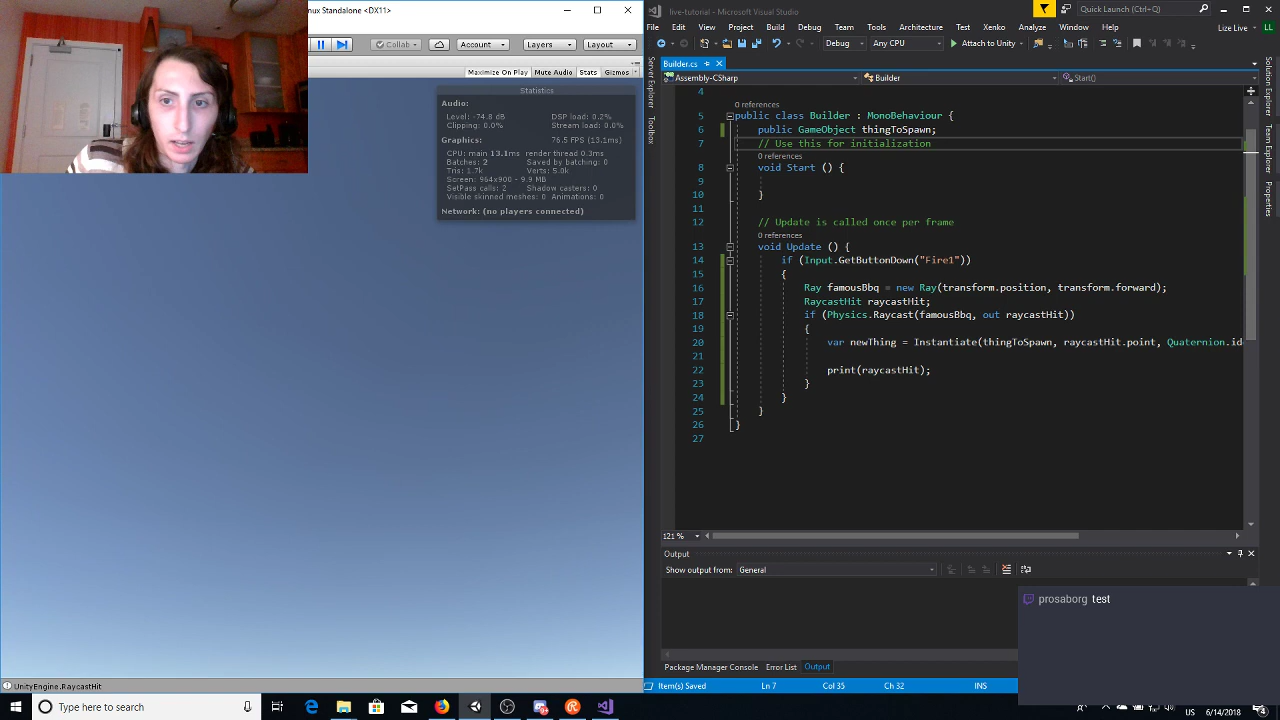 nux Standalone <DX11>
Collab
Account
Layers
Layout
Maximize On Play
Mute Audio
Stats
Gizmos
Statistics
Audio:
Level: -74.8 dB
DSP load: 0.2%
Clipping: 0.0%
Stream load: 0.0%
Graphics:
76.5 FPS (13.1ms)
CPU: main 13.1ms render thread 0.3ms
Batches: 2
Saved by batching: 0
Tris: 1.7k
Verts: 5.0k
Screen: 964x900 - 9.9 MB
SetPass calls: 2
Shadow casters: 0
Visible skinned meshes: 0 Animations: 0
Network: (no players connected)
UnityEngine.RaycastHit
live-tutorial - Microsoft Visual Studio
Quick Launch (Ctrl+Q)
File Edit View Project Build Debug Team Tools Test Xenko Analyze Window Help
Lize Live
LL
Debug
Any CPU
Attach to Unity
Server Explorer
Toolbox
Builder.cs
Assembly-CSharp
Builder
Start()
4
0 references
5 public class Builder : MonoBehaviour {
6 public GameObject thingToSpawn;
7 // Use this for initialization
0 references
8 void Start () {
9
10 }
11
12 // Update is called once per frame
0 references
13 void Update () {
14 if (Input.GetButtonDown("Fire1"))
15 {
16 Ray famousBbq = new Ray(transform.position, transform.forward);
17 RaycastHit raycastHit;
18 if (Physics.Raycast(famousBbq, out raycastHit))
19 {
20 var newThing = Instantiate(thingToSpawn, raycastHit.point, Quaternion.id
21
22 print(raycastHit);
23 }
24 }
25 }
26 }
27
Solution Explorer
Team Explorer
Properties
121 %
Output
Show output from:
General
prosaborg test
Package Manager Console
Error List
Output
Item(s) Saved
Ln 7
Col 35
Ch 32
INS
Type here to search
US
6/14/2018
4